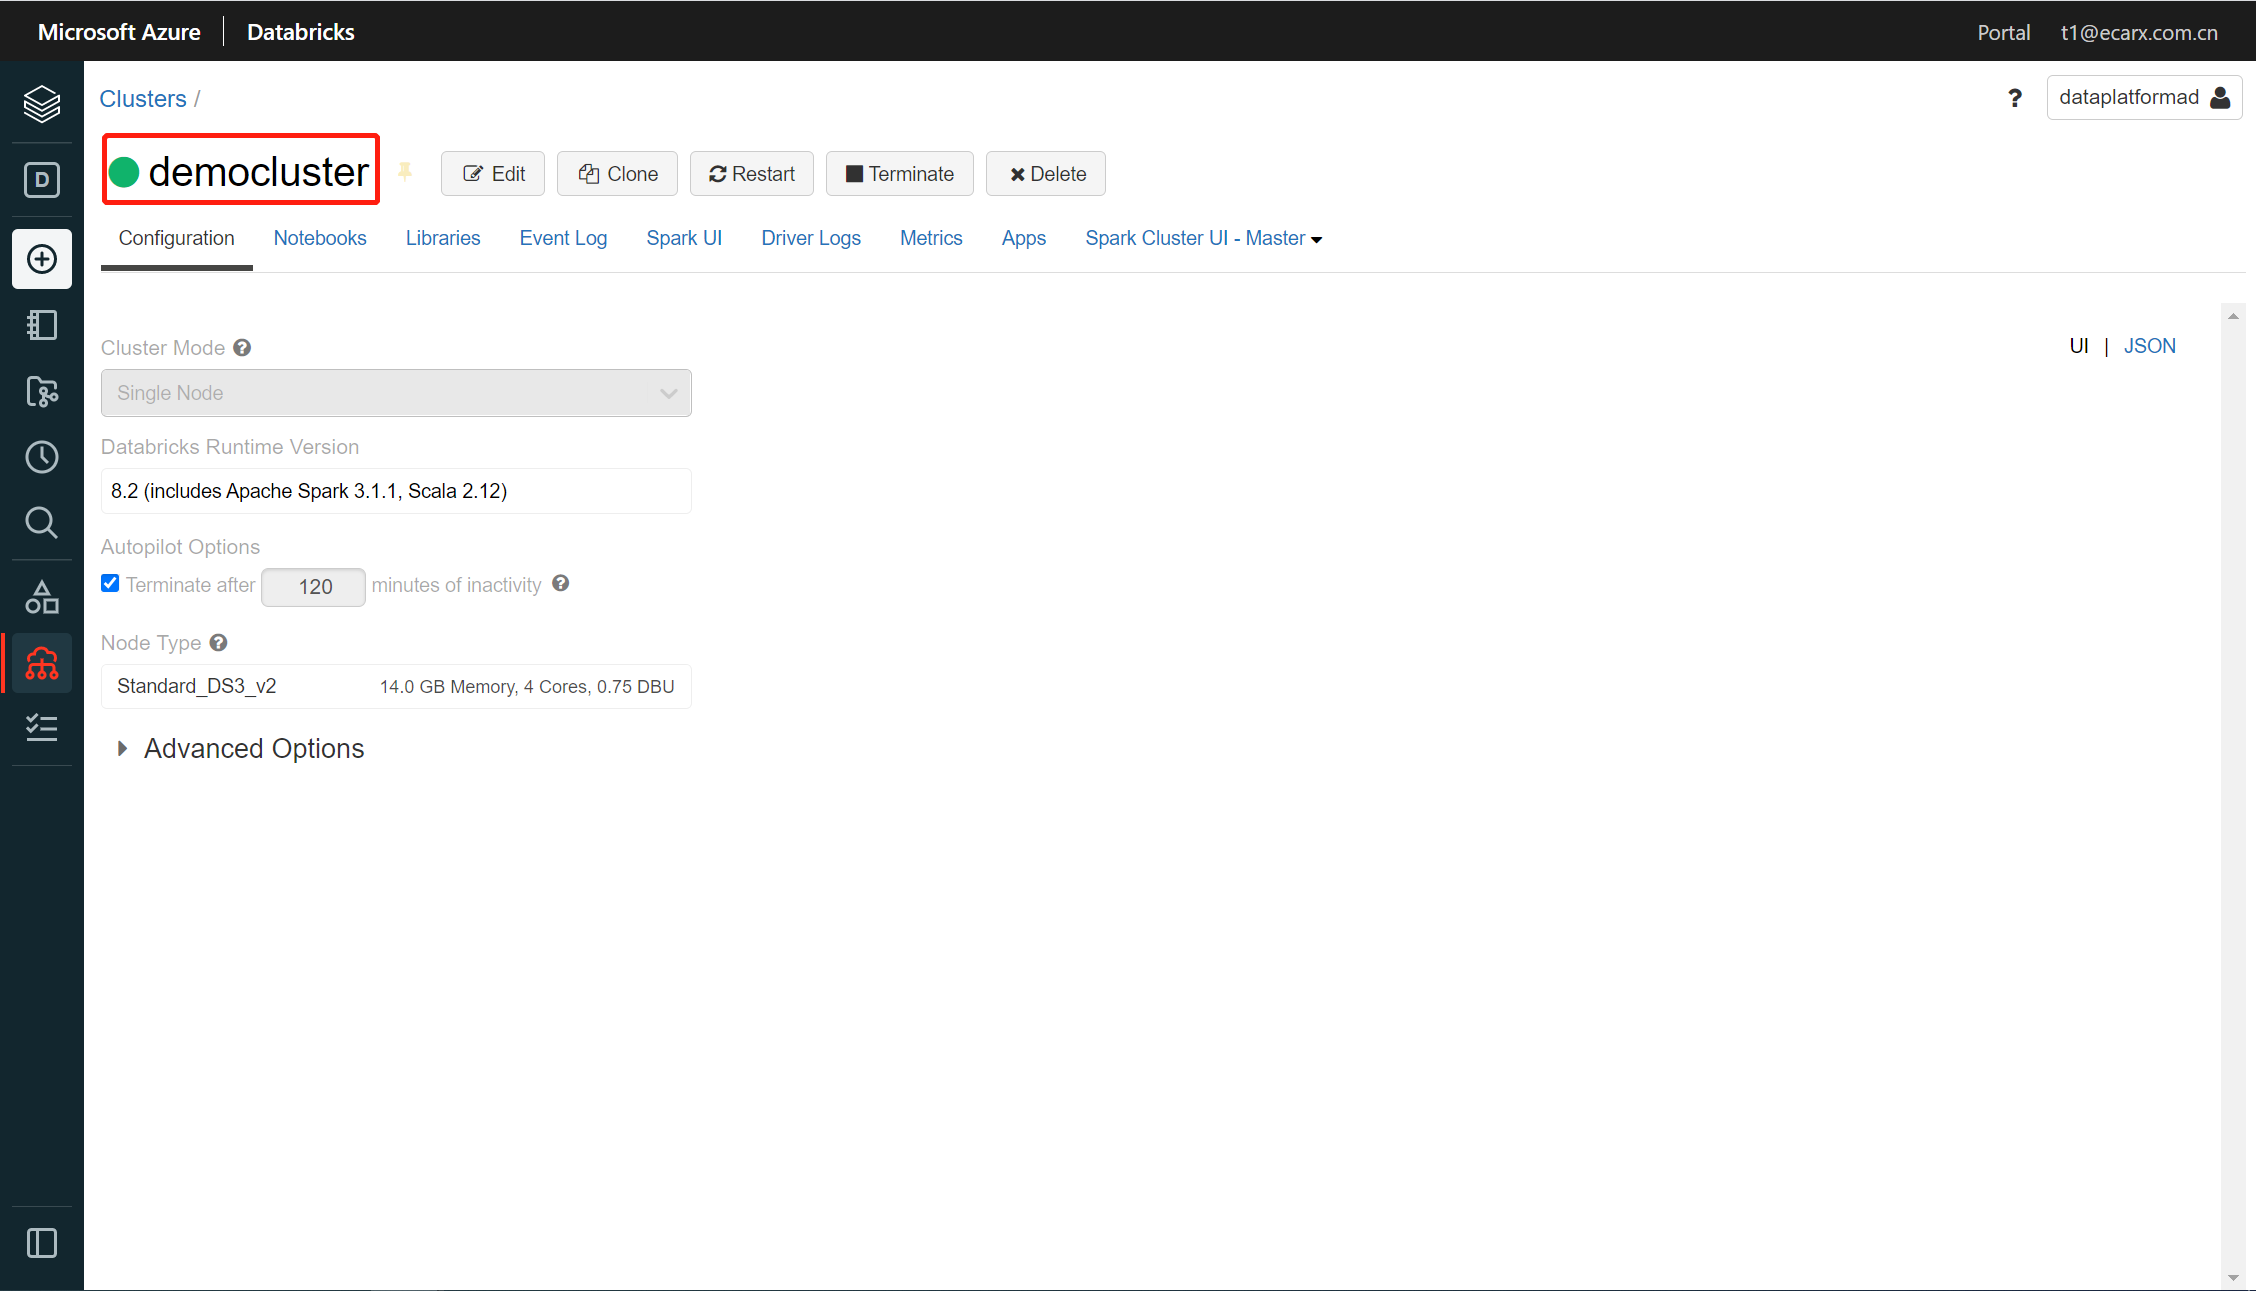 Microsoft Azure Databricks Portal t1@ecarx.com.cn
Clusters / ? dataplatformad
D
democluster Edit Clone Restart Terminate Delete
Configuration Notebooks Libraries Event Log Spark UI Driver Logs Metrics Apps Spark Cluster UI - Master
Cluster Mode ? UI | JSON
Single Node
Databricks Runtime Version
8.2 (includes Apache Spark 3.1.1, Scala 2.12)
Autopilot Options
Terminate after 120 minutes of inactivity ?
Node Type ?
Standard_DS3_v2 14.0 GB Memory, 4 Cores, 0.75 DBU
Advanced Options